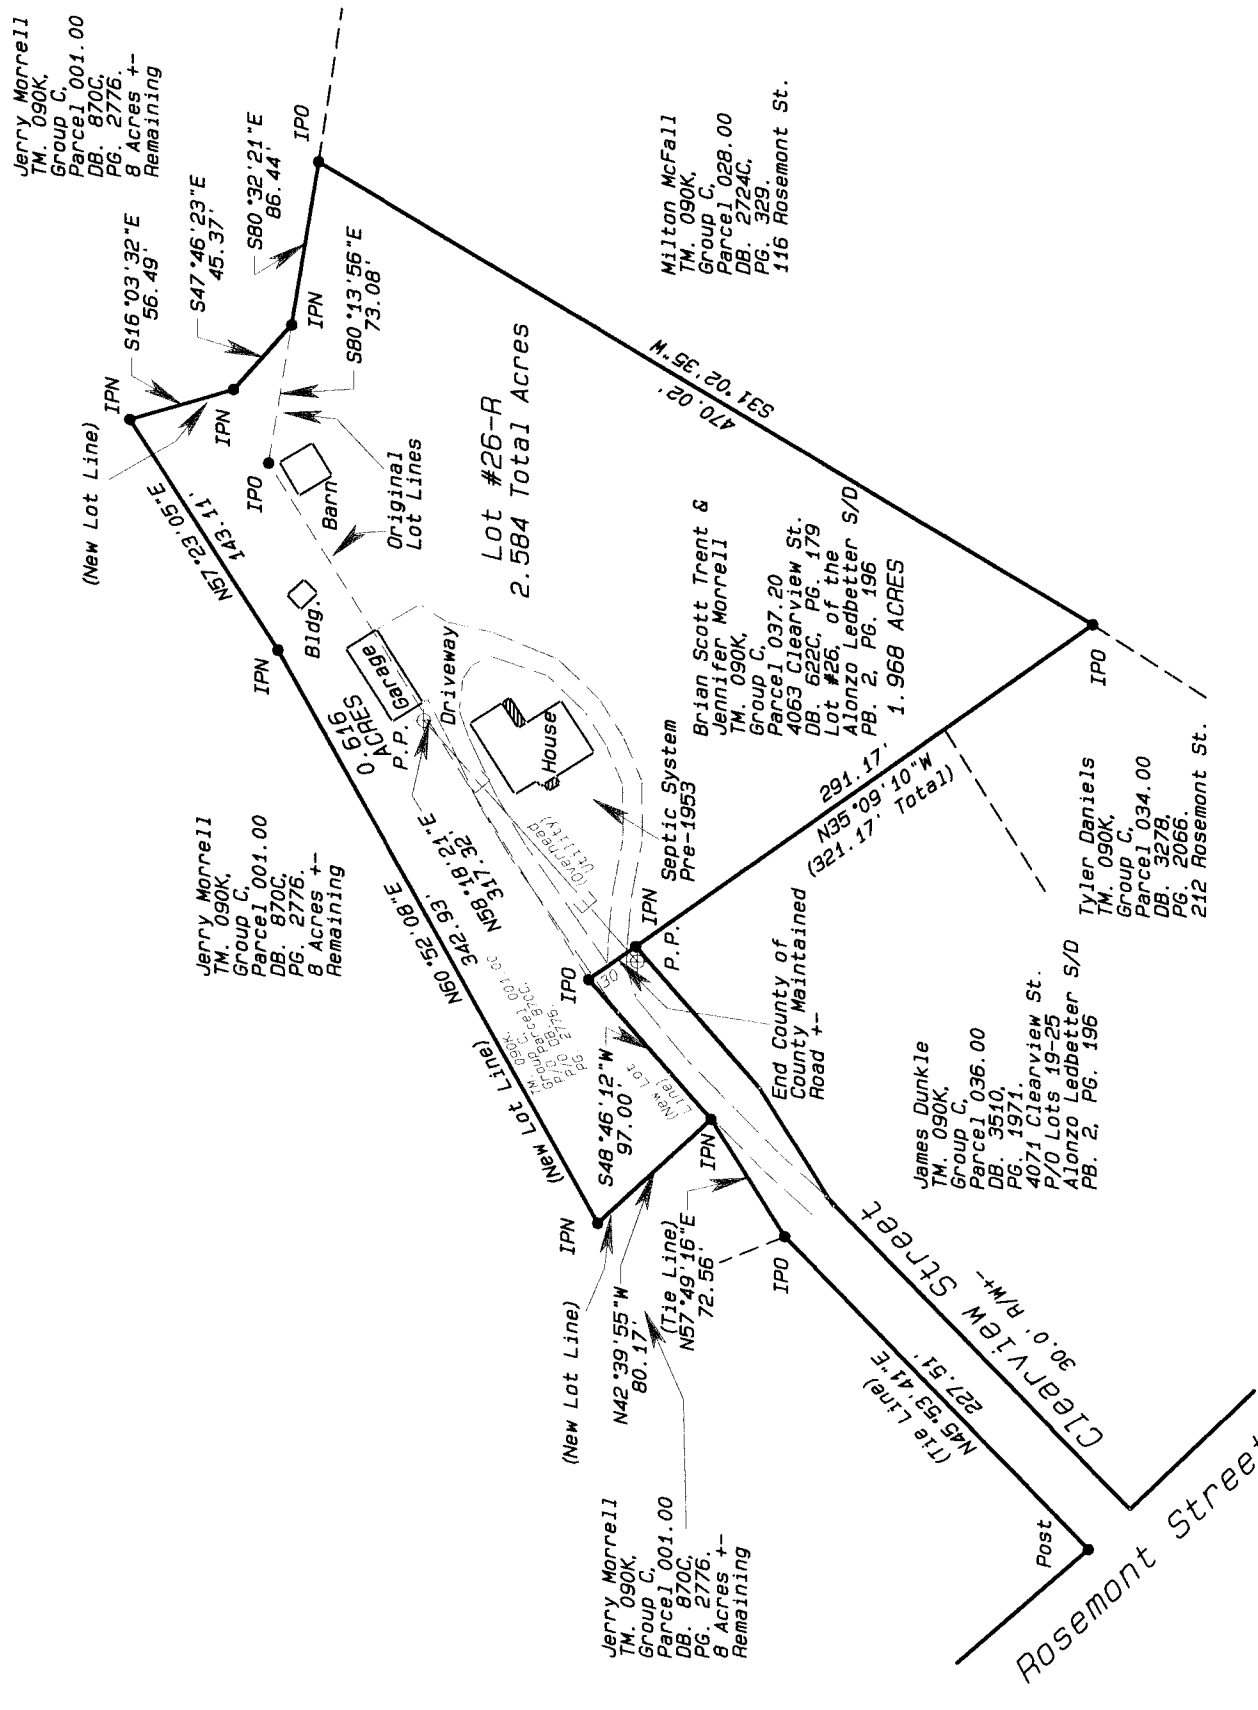 Jerry Morrell
TM. 090K,
Group C,
Parcel 001.00
DB. 870C,
PG. 2776.
8 Acres +-
Remaining
S16°03'32"E
56.49'
S47°46'23"E
45.37'
S80°32'21"E
86.44'
IPO
IPN
(New Lot Line)
IPN
IPN
S80°13'56"E
73.08'
IPO
Barn
Original
Lot Lines
N57°23'05"E
143.11'
IPN
Bldg.
Lot #26-R
2.584 Total Acres
Milton McFall
TM. 090K,
Group C,
Parcel 028.00
DB. 2724C,
PG. 329.
116 Rosemont St.
S31°02'35"W
470.02'
Garage
0.616
ACRES
P.P.
Driveway
House
Brian Scott Trent &
Jennifer Morrell
TM. 090K,
Group C,
Parcel 037.20
4063 Clearview St.
DB. 622C, PG. 179
Lot #26, of the
Alonzo Ledbetter S/D
PB. 2, PG. 196
1.968 ACRES
IPO
Jerry Morrell
TM. 090K,
Group C,
Parcel 001.00
DB. 870C,
PG. 2776.
8 Acres +-
Remaining
N60°52'08"E
342.93'
N58°18'21"E
317.32'
(Overhead
Utility)
Septic System
Pre-1953
291.17'
N35°09'10"W
(321.17' Total)
IPN
P.P.
IPO
30'
Tyler Daniels
TM. 090K,
Group C,
Parcel 034.00
DB. 3278,
PG. 2066.
212 Rosemont St.
(New Lot Line)
TM. 090K,
Group C,
P/O Parcel 001.00
P/O DB. 870C,
PG. 2776.
S48°46'12"W
97.00'
(New Lot
Line)
End County of
County Maintained
Road +-
IPN
IPN
James Dunkle
TM. 090K,
Group C,
Parcel 036.00
DB. 3510,
PG. 1971.
4071 Clearview St.
P/O Lots 19-25
Alonzo Ledbetter S/D
PB. 2, PG. 196
(New Lot Line)
N42°39'55"W
80.17'
(Tie Line)
N57°49'16"E
72.56'
IPO
Clearview Street
30.0' R/W+-
(Tie Line)
N45°53'41"E
227.51'
Jerry Morrell
TM. 090K,
Group C,
Parcel 001.00
DB. 870C,
PG. 2776.
8 Acres +-
Remaining
Post
Rosemont Street